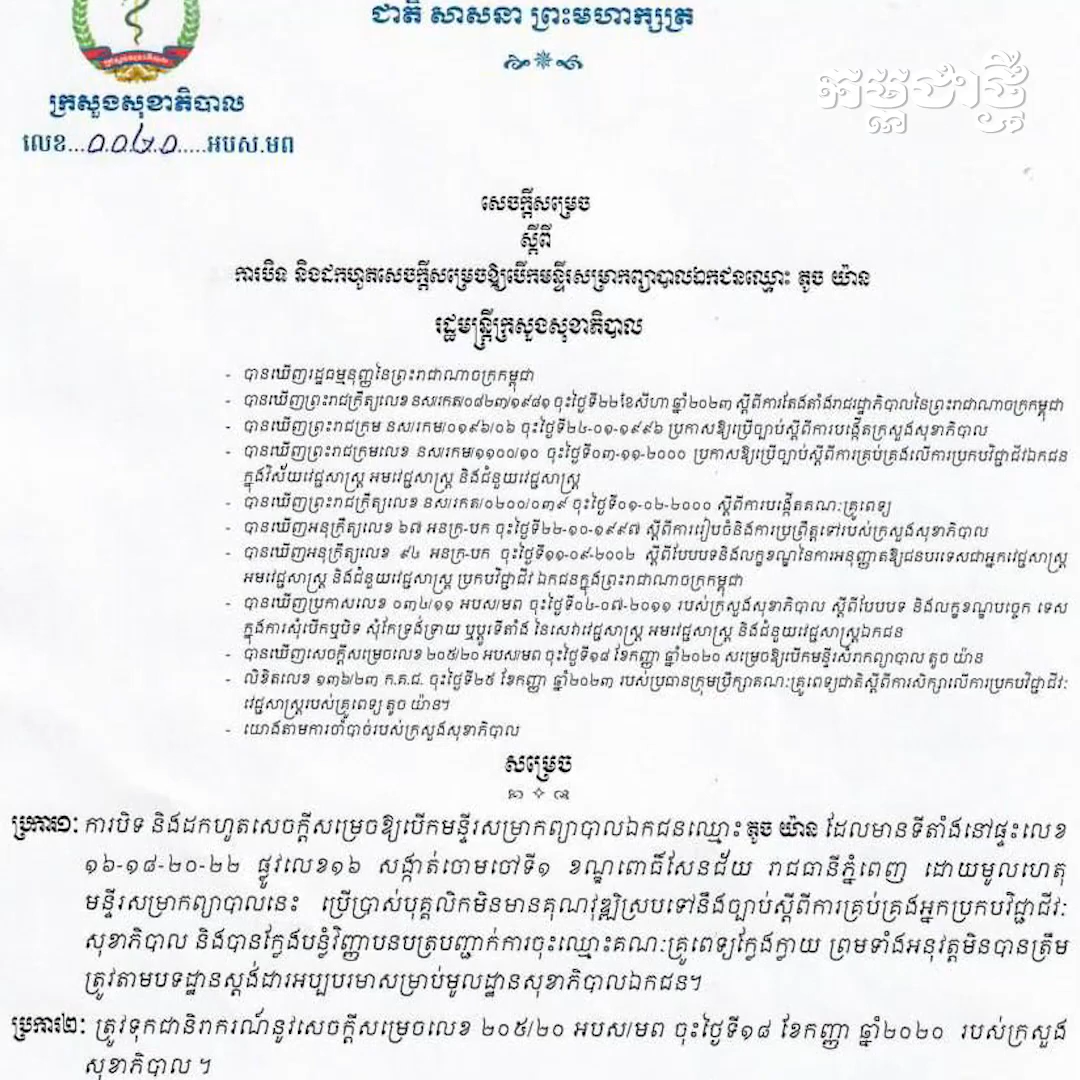 ជាតិ សាសនា ព្រះមហាក្សត្រ
ក្រសួងសុខាភិបាល
លេខ...០០៤០.....អបស.មព
សេចក្តីសម្រេច
ស្តីពី
ការបិទ និងដកហូតសេចក្តីសម្រេចឱ្យបើកមន្ទីរសម្រាកព្យាបាលឯកជនឈ្មោះ តូច យ៉ាន
រដ្ឋមន្ត្រីក្រសួងសុខាភិបាល
- បានឃើញរដ្ឋធម្មនុញ្ញនៃព្រះរាជាណាចក្រកម្ពុជា
- បានឃើញព្រះរាជក្រឹត្យលេខ នស/រកត/០៨២៣/១៩៨១ ចុះថ្ងៃទី២២ខែសីហា ឆ្នាំ២០២៣ ស្តីពីការតែងតាំងរាជរដ្ឋាភិបាលនៃព្រះរាជាណាចក្រកម្ពុជា
- បានឃើញព្រះរាជក្រម នស/រកម/០១៩៦/០៦ ចុះថ្ងៃទី២៤-០១-១៩៩៦ ប្រកាសឱ្យប្រើច្បាប់ស្តីពីការបង្កើតក្រសួងសុខាភិបាល
- បានឃើញព្រះរាជក្រមលេខ នស/រកម/១១០០/១០ ចុះថ្ងៃទី០៣-១១-២០០០ ប្រកាសឱ្យប្រើច្បាប់ស្តីពីការគ្រប់គ្រងលើការប្រកបវិជ្ជាជីវៈឯកជន
ក្នុងវិស័យវេជ្ជសាស្ត្រ អមវេជ្ជសាស្ត្រ និងជំនួយវេជ្ជសាស្ត្រ
- បានឃើញព្រះរាជក្រឹត្យលេខ នស/រកត/០២០០/០៣៩ ចុះថ្ងៃទី០១-០២-២០០០ ស្តីពីការបង្កើតគណៈគ្រូពេទ្យ
- បានឃើញអនុក្រឹត្យលេខ ៦៧ អនក្រ-បក ចុះថ្ងៃទី២២-១០-១៩៩៧ ស្តីពីការរៀបចំនិងការប្រព្រឹត្តទៅរបស់ក្រសួងសុខាភិបាល
- បានឃើញអនុក្រឹត្យលេខ ៩៤ អនក្រ-បក ចុះថ្ងៃទី១១-០៩-២០០២ ស្តីពីបែបបទនិងលក្ខខណ្ឌនៃការអនុញ្ញាតឱ្យជនបរទេសជាអ្នកវេជ្ជសាស្ត្រ
អមវេជ្ជសាស្ត្រ និងជំនួយវេជ្ជសាស្ត្រ ប្រកបវិជ្ជាជីវៈ ឯកជនក្នុងព្រះរាជាណាចក្រកម្ពុជា
- បានឃើញប្រកាសលេខ ០៣៤/១១ អបស/មព ចុះថ្ងៃទី០៤-០៧-២០១១ របស់ក្រសួងសុខាភិបាល ស្តីពីបែបបទ និងលក្ខខណ្ឌបច្ចេក ទេស
ក្នុងការសុំបើកឬបិទ សុំកែទ្រង់ទ្រាយ ឬប្តូរទីតាំង នៃសេវាវេជ្ជសាស្ត្រ អមវេជ្ជសាស្ត្រ និងជំនួយវេជ្ជសាស្ត្រឯកជន
- បានឃើញសេចក្តីសម្រេចលេខ ២០៥/២០ អបស/មព ចុះថ្ងៃទី១៨ ខែកញ្ញា ឆ្នាំ២០២០ សម្រេចឱ្យបើកមន្ទីរសំរាកព្យាបាល តូច យ៉ាន
- លិខិតលេខ ១៣៦/២៣ ក.គ.ជ. ចុះថ្ងៃទី២៥ ខែកញ្ញា ឆ្នាំ២០២៣ របស់ប្រធានក្រុមប្រឹក្សាគណៈគ្រូពេទ្យជាតិស្តីពីការសិក្សាលើការប្រកបវិជ្ជាជីវៈ
វេជ្ជសាស្ត្ររបស់គ្រូពេទ្យ តូច យ៉ាន។
- យោងតាមការចាំបាច់របស់ក្រសួងសុខាភិបាល
សម្រេច
ប្រការ១: ការបិទ និងដកហូតសេចក្តីសម្រេចឱ្យបើកមន្ទីរសម្រាកព្យាបាលឯកជនឈ្មោះ តូច យ៉ាន ដែលមានទីតាំងនៅផ្ទះលេខ
១៦-១៨-២០-២២ ផ្លូវលេខ១៦ សង្កាត់ចោមចៅទី១ ខណ្ឌពោធិ៍សែនជ័យ រាជធានីភ្នំពេញ ដោយមូលហេតុ
មន្ទីរសម្រាកព្យាបាលនេះ ប្រើប្រាស់បុគ្គលិកមិនមានគុណវុឌ្ឍិស្របទៅនឹងច្បាប់ស្តីពីការគ្រប់គ្រងអ្នកប្រកបវិជ្ជាជីវៈ
សុខាភិបាល និងបានក្លែងបន្លំវិញ្ញាបនបត្របញ្ជាក់ការចុះឈ្មោះគណៈគ្រូពេទ្យក្លែងក្លាយ ព្រមទាំងអនុវត្តមិនបានត្រឹម
ត្រូវតាមបទដ្ឋានស្តង់ដារអប្បបរមាសម្រាប់មូលដ្ឋានសុខាភិបាលឯកជន។
ប្រការ២: ត្រូវទុកជានិរាករណ៍នូវសេចក្តីសម្រេចលេខ ២០៥/២០ អបស/មព ចុះថ្ងៃទី១៨ ខែកញ្ញា ឆ្នាំ២០២០ របស់ក្រសួង
សុខាភិបាល ។